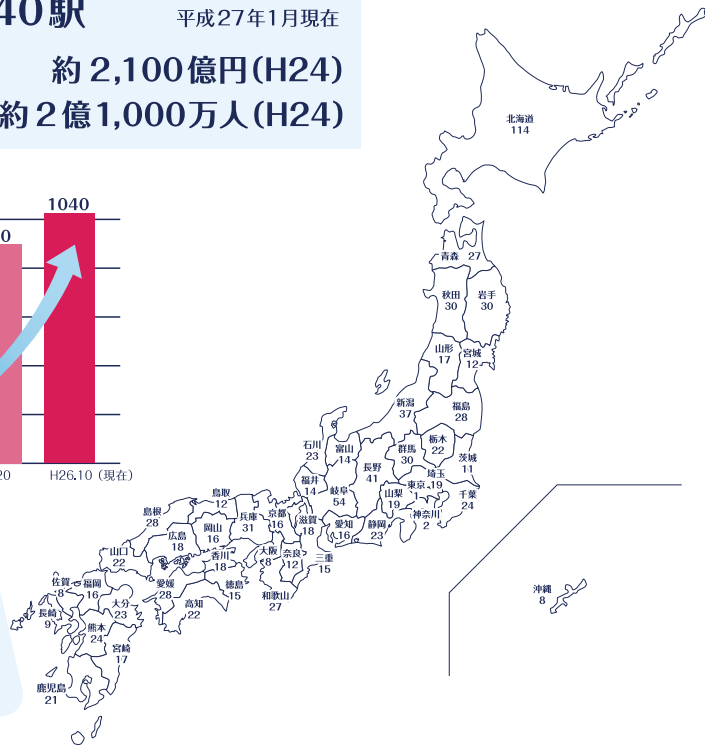 40駅
平成27年1月現在
約2,100億円(H24)
約2億1,000万人(H24)
1040
0
20
H26.10（現在）
北海道
114
青森 27
秋田
30
岩手
30
山形
17
宮城
12
新潟
37
福島
28
石川
23
富山
14
群馬
30
栃木
22
茨城
11
長野
41
埼玉
19
福井
14
岐阜
54
山梨
19
東京
1
千葉
24
神奈川
2
鳥取
12
島根
28
岡山
16
兵庫
31
京都
16
滋賀
18
愛知
16
静岡
23
広島
18
山口
22
香川
18
大阪
8
奈良
12
三重
15
佐賀
8
福岡
16
愛媛
28
徳島
15
和歌山
27
長崎
9
大分
23
高知
22
熊本
24
宮崎
17
鹿児島
21
沖縄
8